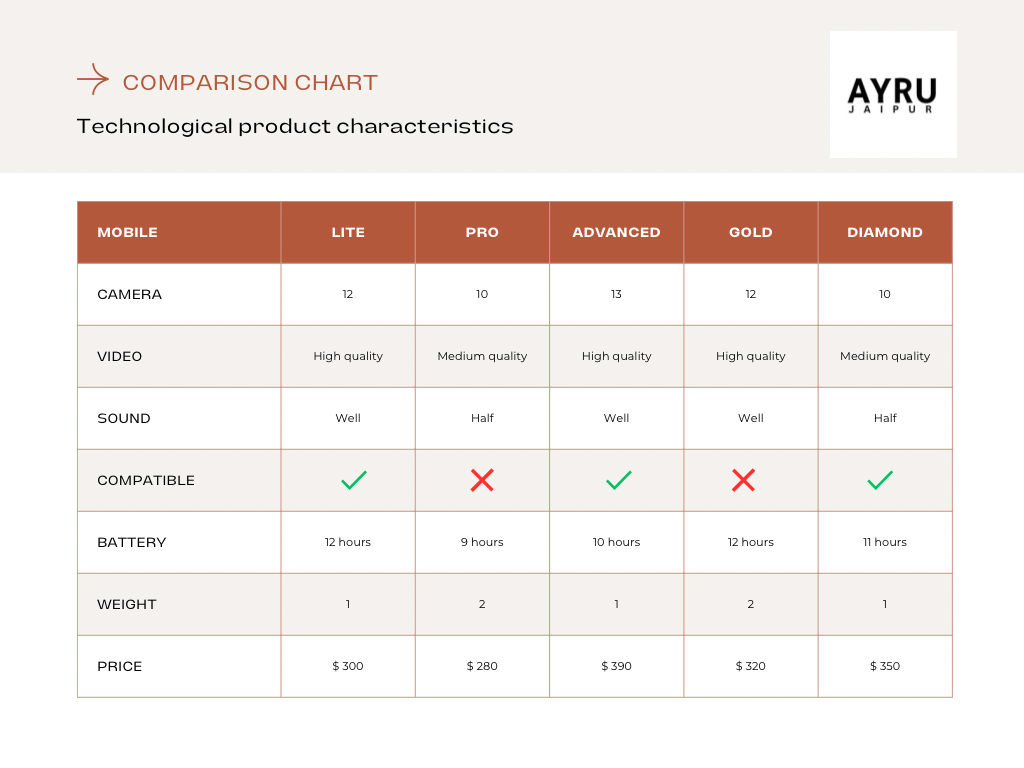 COMPARISON CHART
Technological product characteristics
AYRU
JAIPUR
MOBILE LITE PRO ADVANCED GOLD DIAMOND
CAMERA 12 10 13 12 10
VIDEO High quality Medium quality High quality High quality Medium quality
SOUND Well Half Well Well Half
COMPATIBLE
BATTERY 12 hours 9 hours 10 hours 12 hours 11 hours
WEIGHT 1 2 1 2 1
PRICE $ 300 $ 280 $ 390 $ 320 $ 350